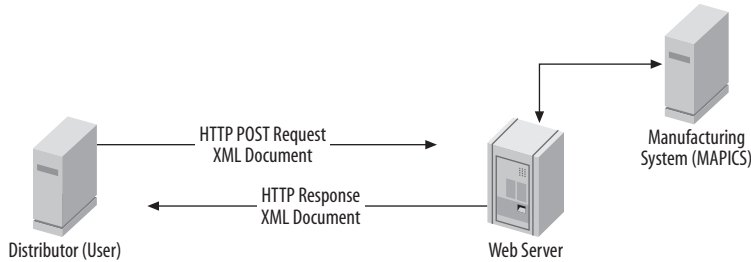 HTTP POST Request
XML Document
HTTP Response
XML Document
Distributor (User)
Web Server
Manufacturing
System (MAPICS)